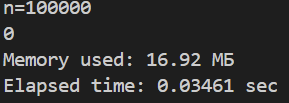 n=100000
0
Memory used: 16.92 МБ
Elapsed time: 0.03461 sec